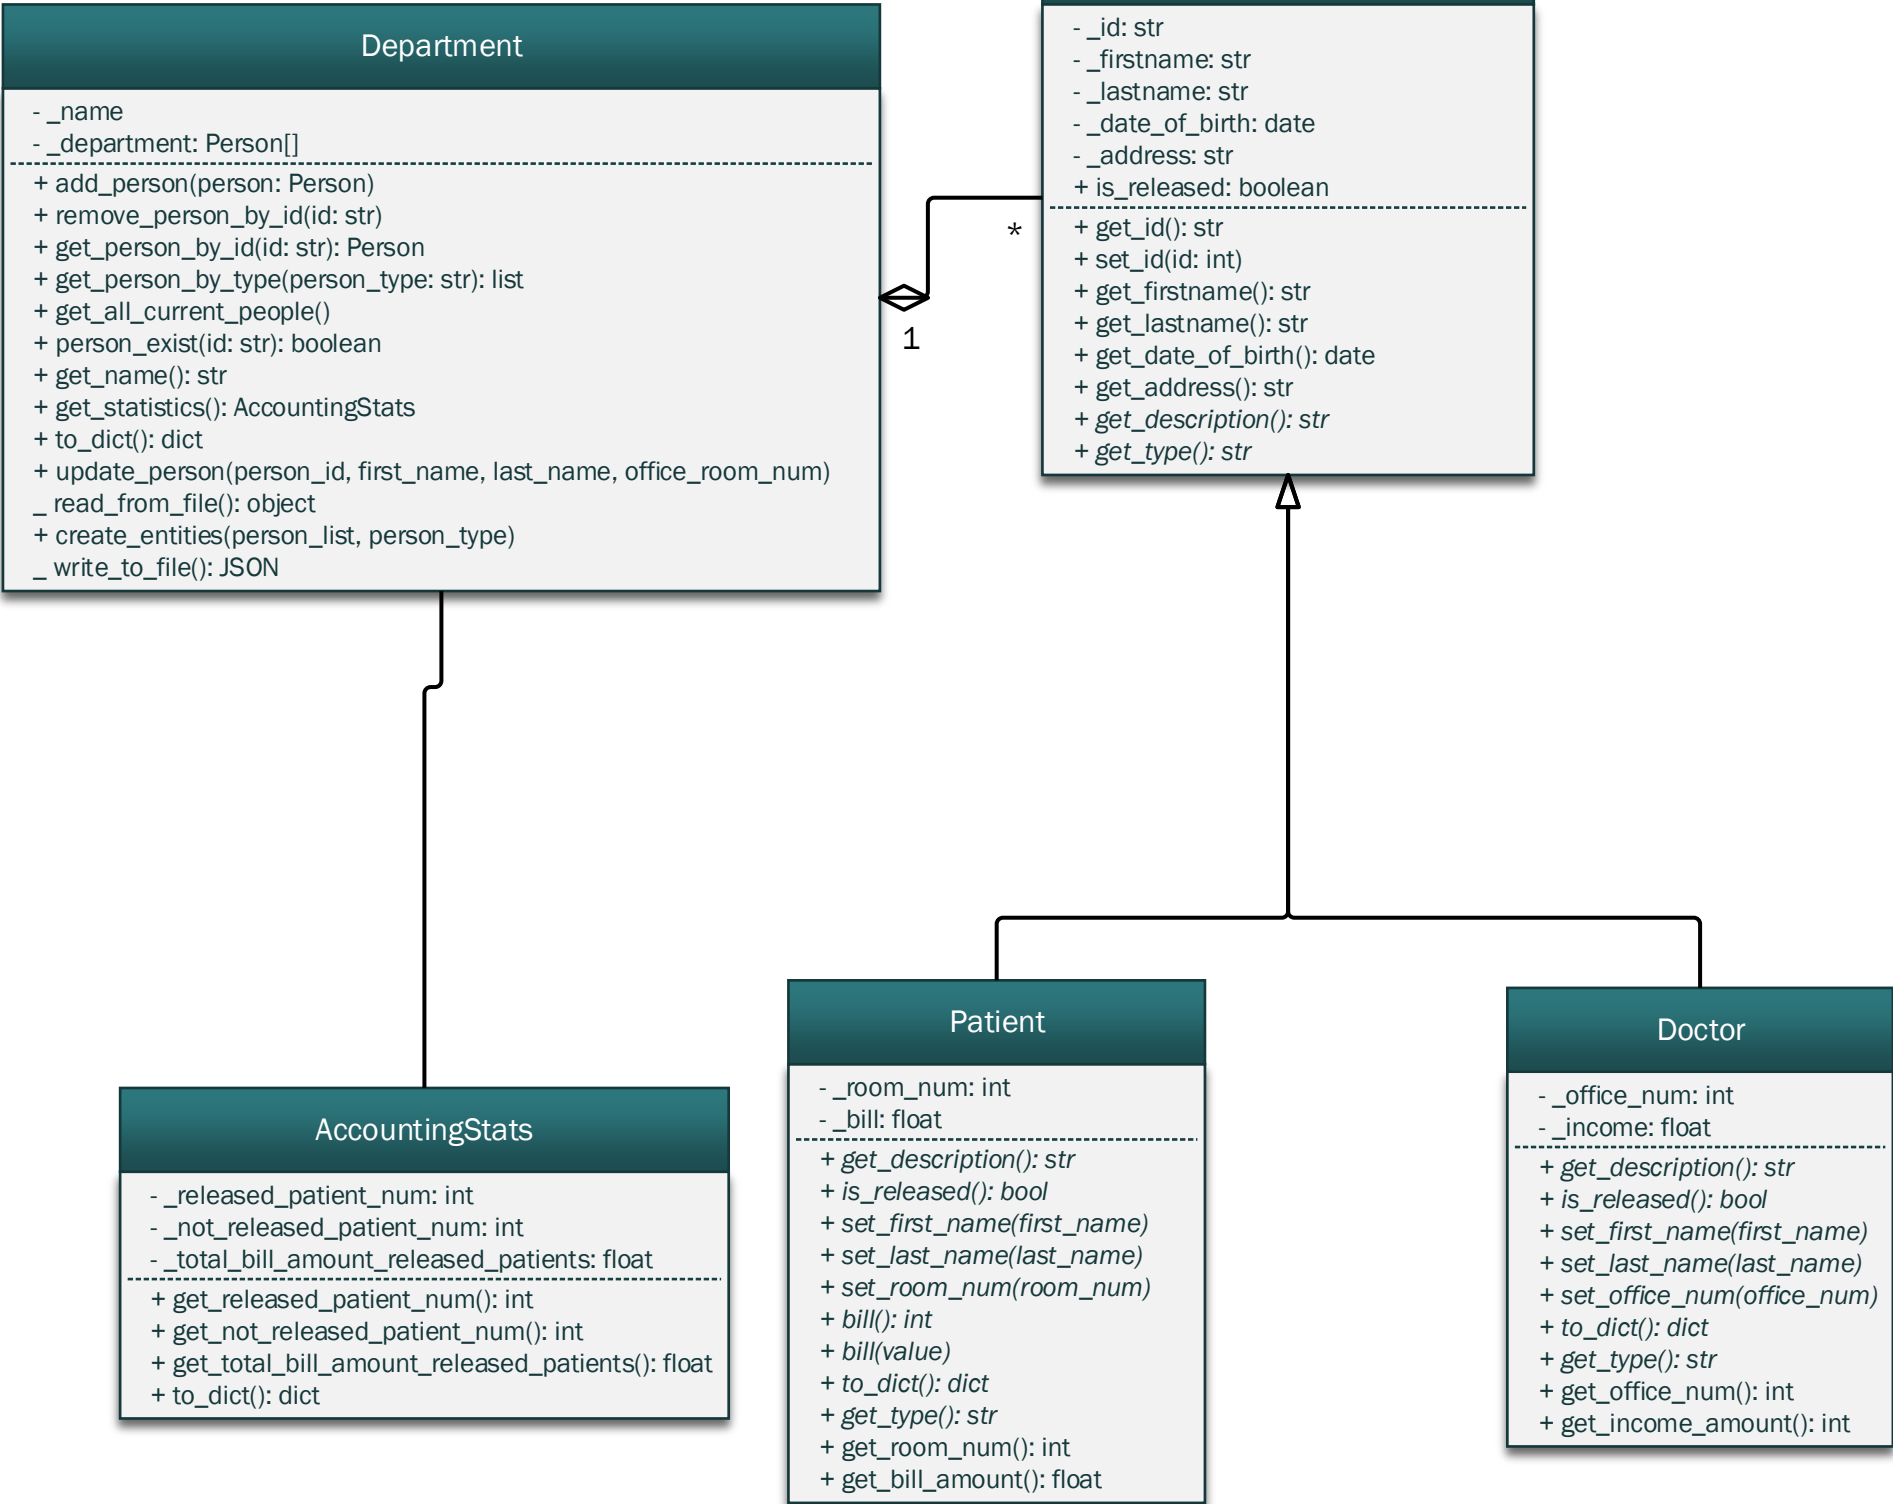 Department
- _name
- _department: Person[]
+ add_person(person: Person)
+ remove_person_by_id(id: str)
+ get_person_by_id(id: str): Person
+ get_person_by_type(person_type: str): list
+ get_all_current_people()
+ person_exist(id: str): boolean
+ get_name(): str
+ get_statistics(): AccountingStats
+ to_dict(): dict
+ update_person(person_id, first_name, last_name, office_room_num)
_ read_from_file(): object
+ create_entities(person_list, person_type)
_ write_to_file(): JSON
1
*
- _id: str
- _firstname: str
- _lastname: str
- _date_of_birth: date
- _address: str
+ is_released: boolean
+ get_id(): str
+ set_id(id: int)
+ get_firstname(): str
+ get_lastname(): str
+ get_date_of_birth(): date
+ get_address(): str
+ get_description(): str
+ get_type(): str
AccountingStats
- _released_patient_num: int
- _not_released_patient_num: int
- _total_bill_amount_released_patients: float
+ get_released_patient_num(): int
+ get_not_released_patient_num(): int
+ get_total_bill_amount_released_patients(): float
+ to_dict(): dict
Patient
- _room_num: int
- _bill: float
+ get_description(): str
+ is_released(): bool
+ set_first_name(first_name)
+ set_last_name(last_name)
+ set_room_num(room_num)
+ bill(): int
+ bill(value)
+ to_dict(): dict
+ get_type(): str
+ get_room_num(): int
+ get_bill_amount(): float
Doctor
- _office_num: int
- _income: float
+ get_description(): str
+ is_released(): bool
+ set_first_name(first_name)
+ set_last_name(last_name)
+ set_office_num(office_num)
+ to_dict(): dict
+ get_type(): str
+ get_office_num(): int
+ get_income_amount(): int